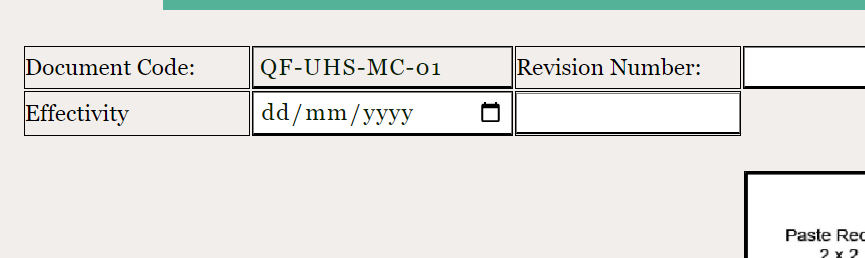 Document Code: QF-UHS-MC-01 Revision Number:
Effectivity dd/mm/yyyy
Paste Rec
2 x 2